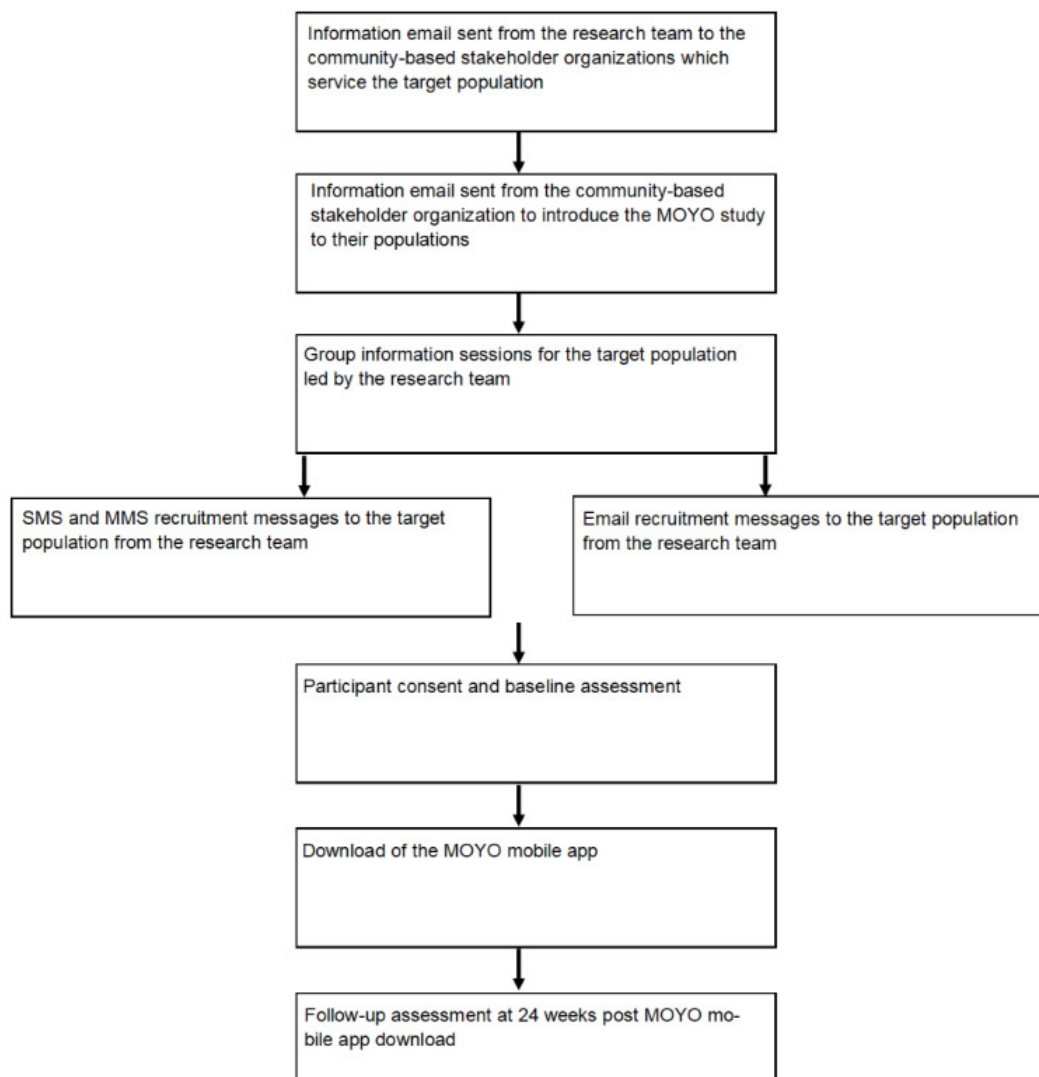 Information email sent from the research team to the
community-based stakeholder organizations which
service the target population
Information email sent from the community-based
stakeholder organization to introduce the MOYO study
to their populations
Group information sessions for the target population
led by the research team
SMS and MMS recruitment messages to the target
population from the research team
Email recruitment messages to the target population
from the research team
Participant consent and baseline assessment
Download of the MOYO mobile app
Follow-up assessment at 24 weeks post MOYO mo-
bile app download